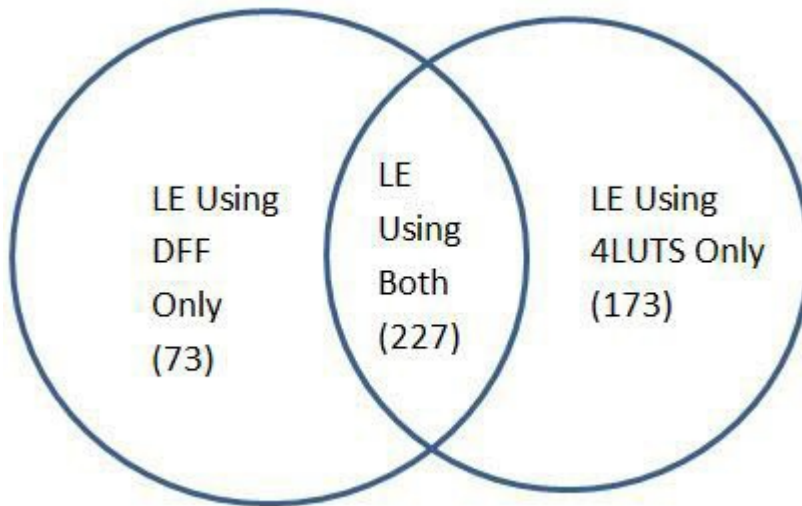 LE Using
DFF
Only
(73)
LE
Using
Both
(227)
LE Using
4LUTS Only
(173)